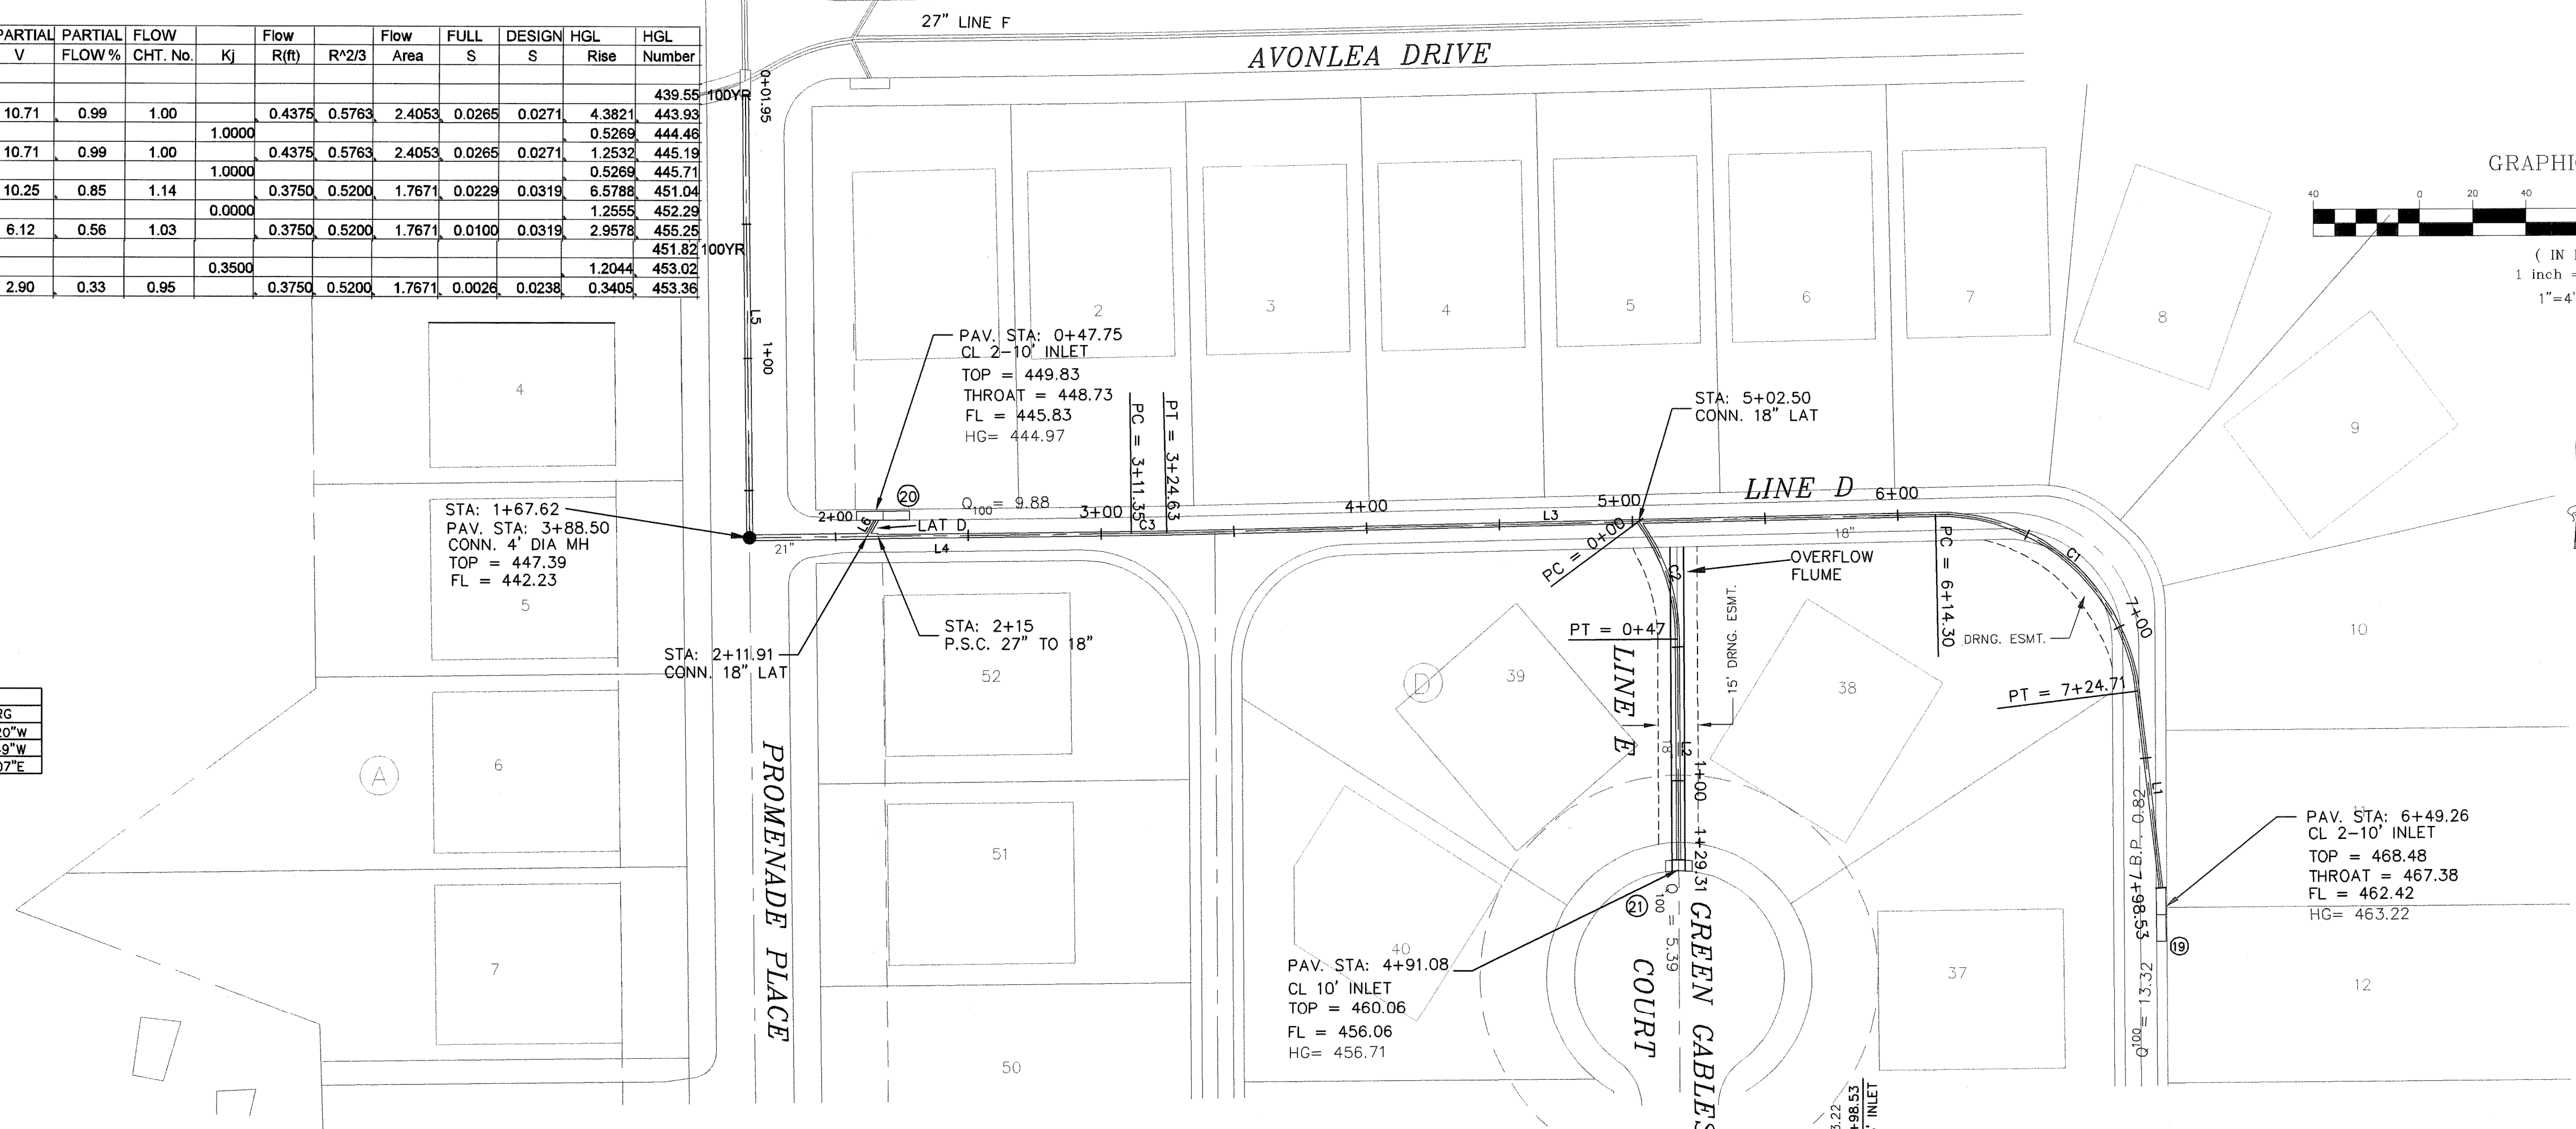 PARTIAL PARTIAL FLOW Flow Flow FULL DESIGN HGL HGL
V FLOW % CHT. No. Kj R(ft) R^2/3 Area S S Rise Number
439.55 100YR
10.71 0.99 1.00 0.4375 0.5763 2.4053 0.0265 0.0271 4.3821 443.93
1.0000 0.5269 444.46
10.71 0.99 1.00 0.4375 0.5763 2.4053 0.0265 0.0271 1.2532 445.19
1.0000 0.5269 445.71
10.25 0.85 1.14 0.3750 0.5200 1.7671 0.0229 0.0319 6.5788 451.04
0.0000 1.2555 452.29
6.12 0.56 1.03 0.3750 0.5200 1.7671 0.0100 0.0319 2.9578 455.25
451.82 100YR
0.3500 1.2044 453.02
2.90 0.33 0.95 0.3750 0.5200 1.7671 0.0026 0.0238 0.3405 453.36
27" LINE F
AVONLEA DRIVE
0+01.95
L5
1+00
GRAPHI
40 0 20 40
( IN
1 inch =
1"=4'
2
3
4
5
6
7
8
9
10
11
12
4
5
6
7
A
PAV. STA: 0+47.75
CL 2-10' INLET
TOP = 449.83
THROAT = 448.73
FL = 445.83
HG= 444.97
PC = 3+11.35
PT = 3+24.63
STA: 5+02.50
CONN. 18" LAT
STA: 1+67.62
PAV. STA: 3+88.50
CONN. 4' DIA MH
TOP = 447.39
FL = 442.23
20
Q100 = 9.88
2+00
L6
LAT D
21"
L4
3+00
C3
4+00
L3
5+00
LINE D
6+00
18"
PC = 0+00
C2
OVERFLOW
FLUME
PC = 6+14.30
C1
7+00
DRNG. ESMT.
PT = 7+24.71
STA: 2+15
P.S.C. 27" TO 18"
STA: 2+11.91
CONN. 18" LAT
PT = 0+47
LINE E
15' DRNG. ESMT.
18"
L2
1+00
1+29.31
52
51
50
D
39
38
40
37
PROMENADE PLACE
GREEN GABLES
COURT
21
Q100 = 5.39
PAV. STA: 4+91.08
CL 10' INLET
TOP = 460.06
FL = 456.06
HG= 456.71
L1
B.P. 0.82
7+98.53
Q100 = 13.32
19
PAV. STA: 6+49.26
CL 2-10' INLET
TOP = 468.48
THROAT = 467.38
FL = 462.42
HG= 463.22
RG
20"W
9"W
07"E
3.22
+98.53
INLET